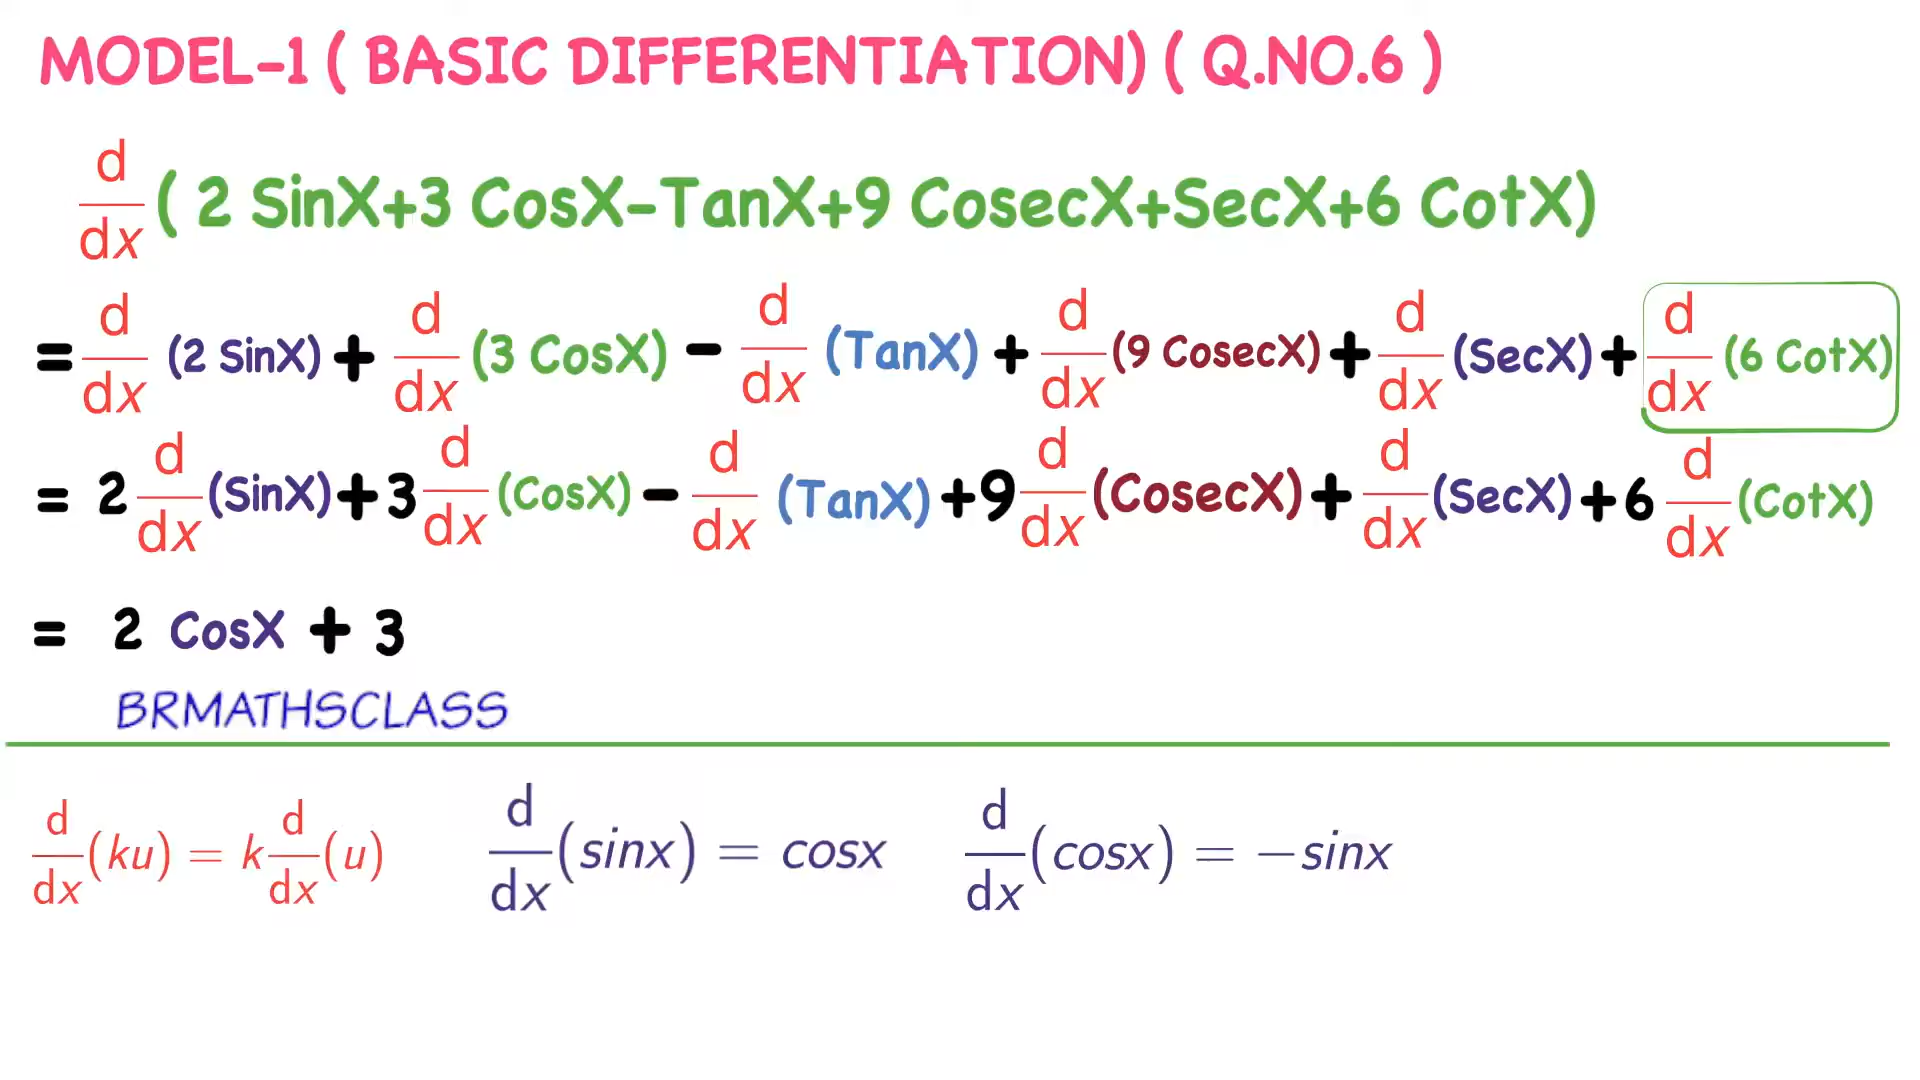 MODEL-1 ( BASIC DIFFERENTIATION) ( Q.NO.6 )
d/dx ( 2 SinX+3 CosX-TanX+9 CosecX+SecX+6 CotX)
= d/dx (2 SinX) + d/dx (3 CosX) - d/dx (TanX) + d/dx (9 CosecX) + d/dx (SecX) + d/dx (6 CotX)
= 2 d/dx (SinX) + 3 d/dx (CosX) - d/dx (TanX) +9 d/dx (CosecX) + d/dx (SecX) +6 d/dx (CotX)
= 2 CosX + 3
BRMATHSCLASS
d/dx (ku) = k d/dx (u) d/dx (sinx) = cosx d/dx (cosx) = −sinx